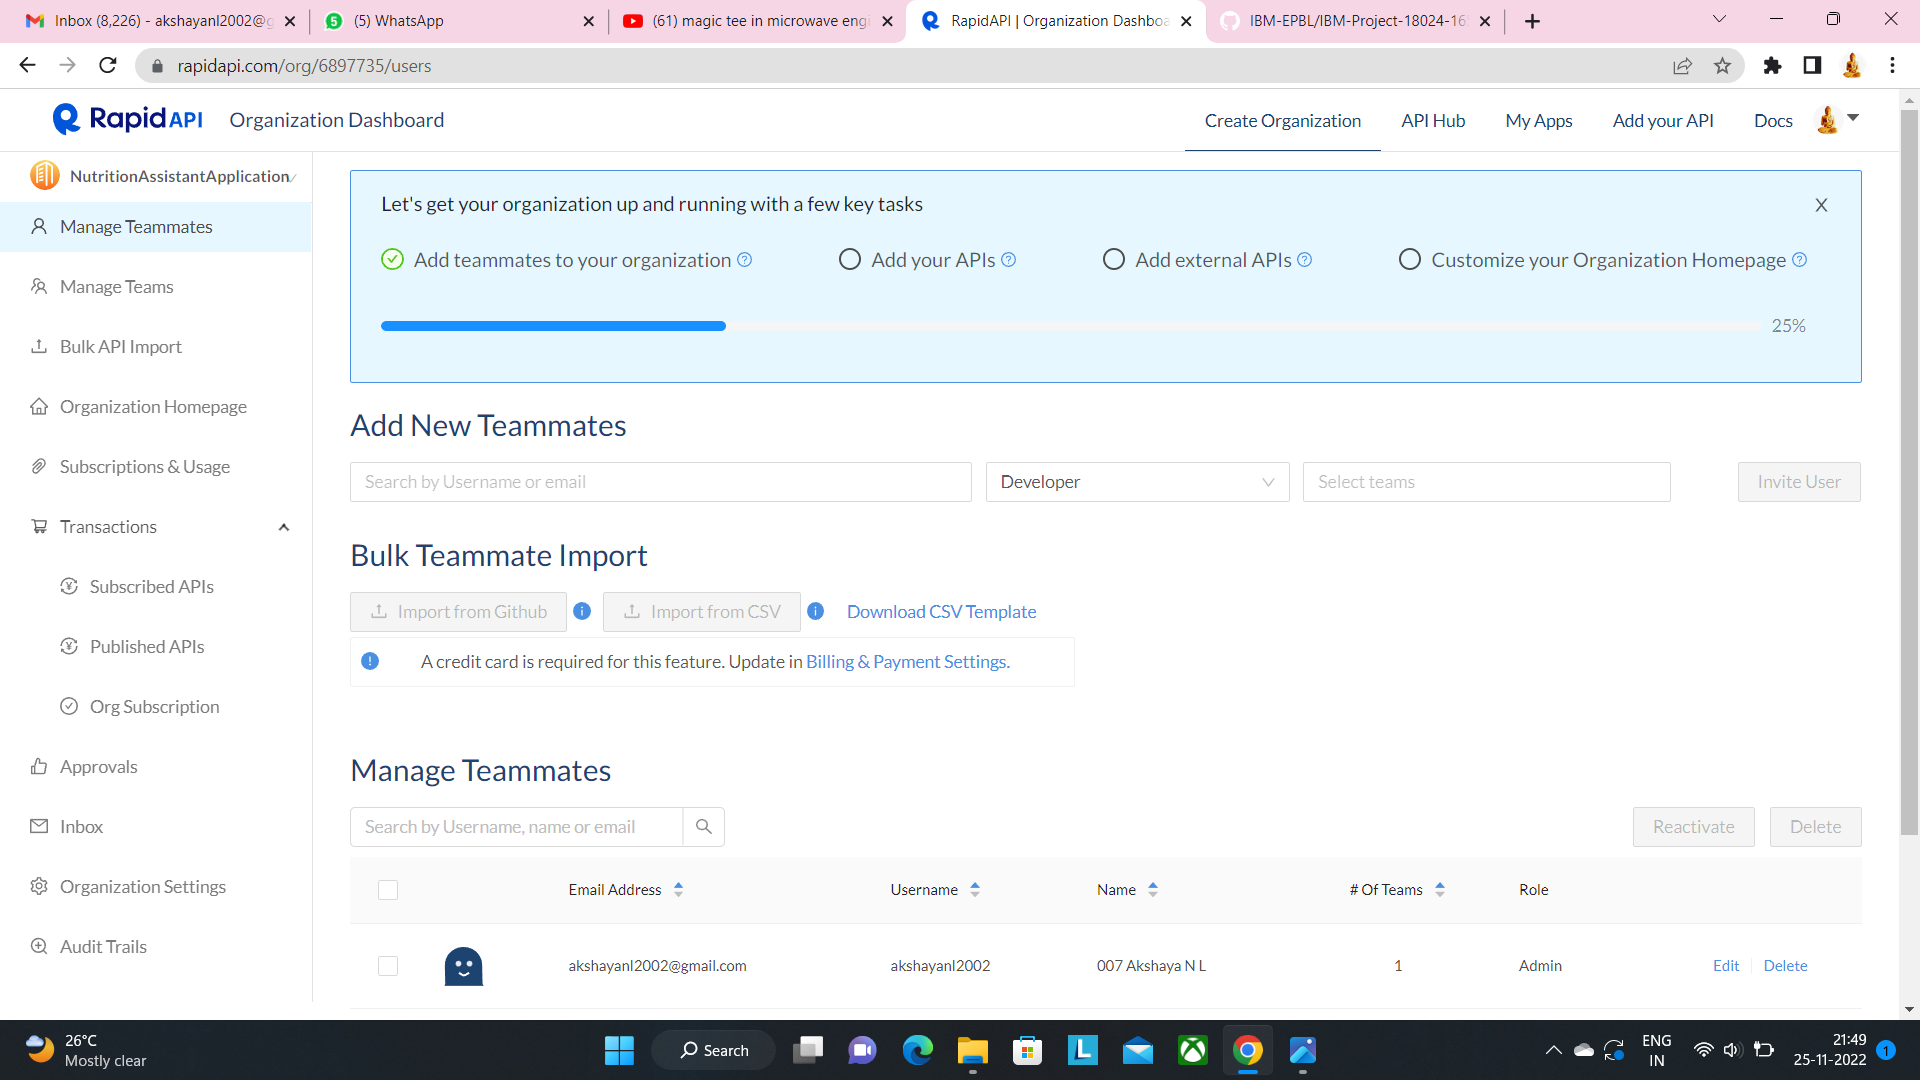 Inbox (8,226) - akshayanl2002@g
(5) WhatsApp
(61) magic tee in microwave engi
RapidAPI | Organization Dashboa
IBM-EPBL/IBM-Project-18024-16
rapidapi.com/org/6897735/users
Rapid API
Organization Dashboard
Create Organization
API Hub
My Apps
Add your API
Docs
NutritionAssistantApplication
Manage Teammates
Manage Teams
Bulk API Import
Organization Homepage
Subscriptions & Usage
Transactions
Subscribed APIs
Published APIs
Org Subscription
Approvals
Inbox
Organization Settings
Audit Trails
Let's get your organization up and running with a few key tasks
X
Add teammates to your organization
Add your APIs
Add external APIs
Customize your Organization Homepage
25%
Add New Teammates
Search by Username or email
Developer
Select teams
Invite User
Bulk Teammate Import
Import from Github
Import from CSV
Download CSV Template
A credit card is required for this feature. Update in Billing & Payment Settings.
Manage Teammates
Search by Username, name or email
Reactivate
Delete
Email Address
Username
Name
# Of Teams
Role
akshayanl2002@gmail.com
akshayanl2002
007 Akshaya N L
1
Admin
Edit
Delete
26°C
Mostly clear
Search
ENG
IN
21:49
25-11-2022
1